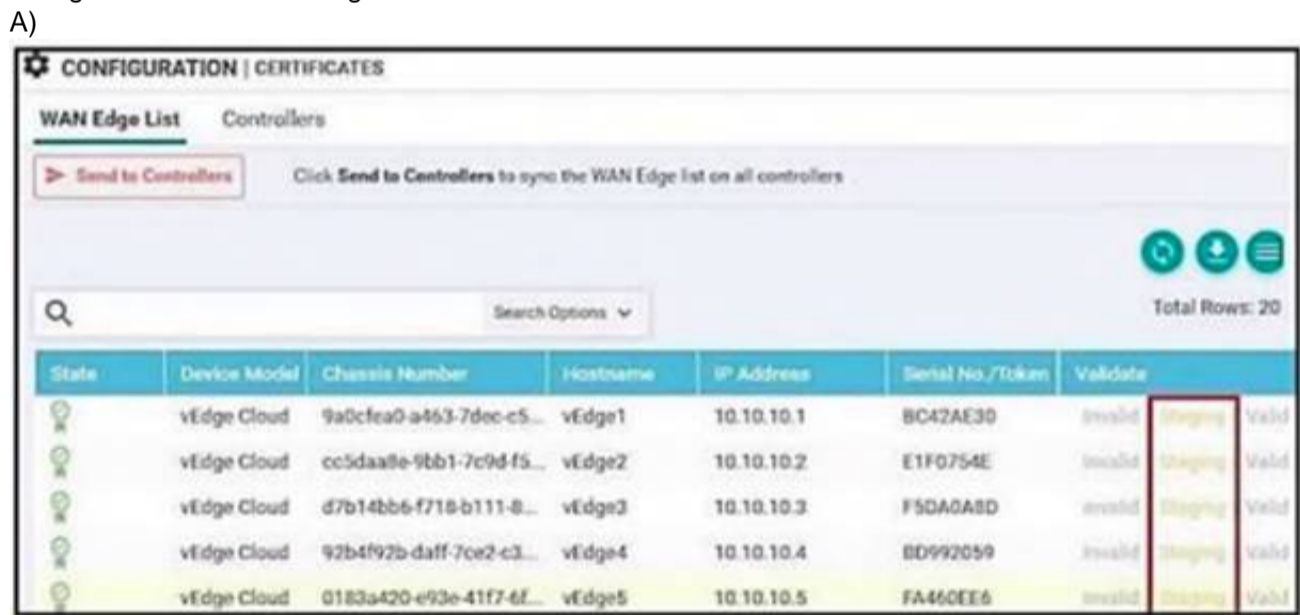 A)
CONFIGURATION | CERTIFICATES
WAN Edge List Controllers
Send to Controllers Click Send to Controllers to sync the WAN Edge list on all controllers
Search Options Total Rows: 20
State Device Model Chassis Number Hostname IP Address Serial No./Token Validate
vEdge Cloud 9a0cfea0-a463-7dec-c5... vEdge1 10.10.10.1 BC42AE30 Invalid Staging Valid
vEdge Cloud cc5daa8e-9bb1-7c9d-f5... vEdge2 10.10.10.2 E1F0754E Invalid Staging Valid
vEdge Cloud d7b14bb6-f718-b111-8... vEdge3 10.10.10.3 F5DA0A8D Invalid Staging Valid
vEdge Cloud 92b4f92b-daff-7ce2-c3... vEdge4 10.10.10.4 BD992059 Invalid Staging Valid
vEdge Cloud 0183a420-e93e-41f7-6f... vEdge5 10.10.10.5 FA460EE6 Invalid Staging Valid